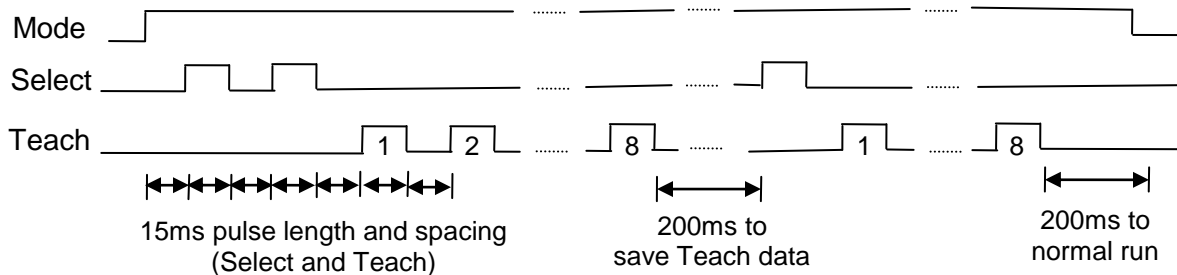 Mode
........ ........ ........
Select
........ ........ ........
Teach
1 2 ........ 8 ........ 1 ........ 8
15ms pulse length and spacing
(Select and Teach)
200ms to
save Teach data
200ms to
normal run